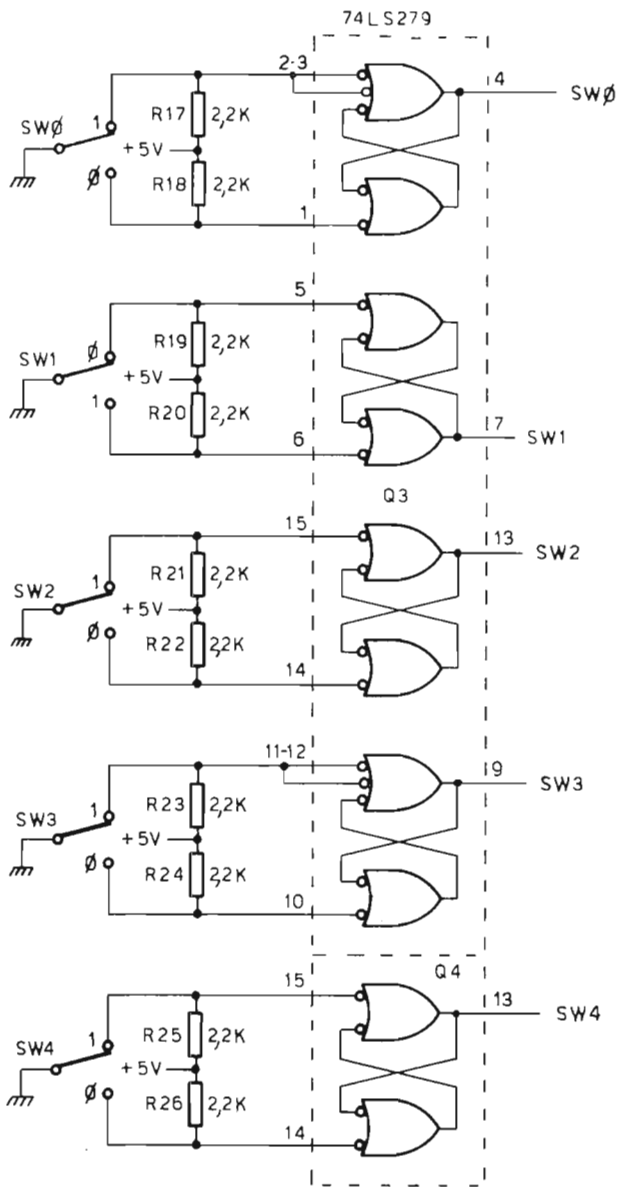 74LS279
2-3
4
SWØ
R17
2,2K
SWØ
1
+5V
Ø
R18
2,2K
1
5
R19
2,2K
7
SW1
SW1
Ø
+5V
1
R20
2,2K
6
Q3
15
13
SW2
R21
2,2K
SW2
1
+5V
Ø
R22
2,2K
14
11-12
9
SW3
R23
2,2K
SW3
1
+5V
Ø
R24
2,2K
10
Q4
15
13
SW4
R25
2,2K
SW4
1
+5V
Ø
R26
2,2K
14